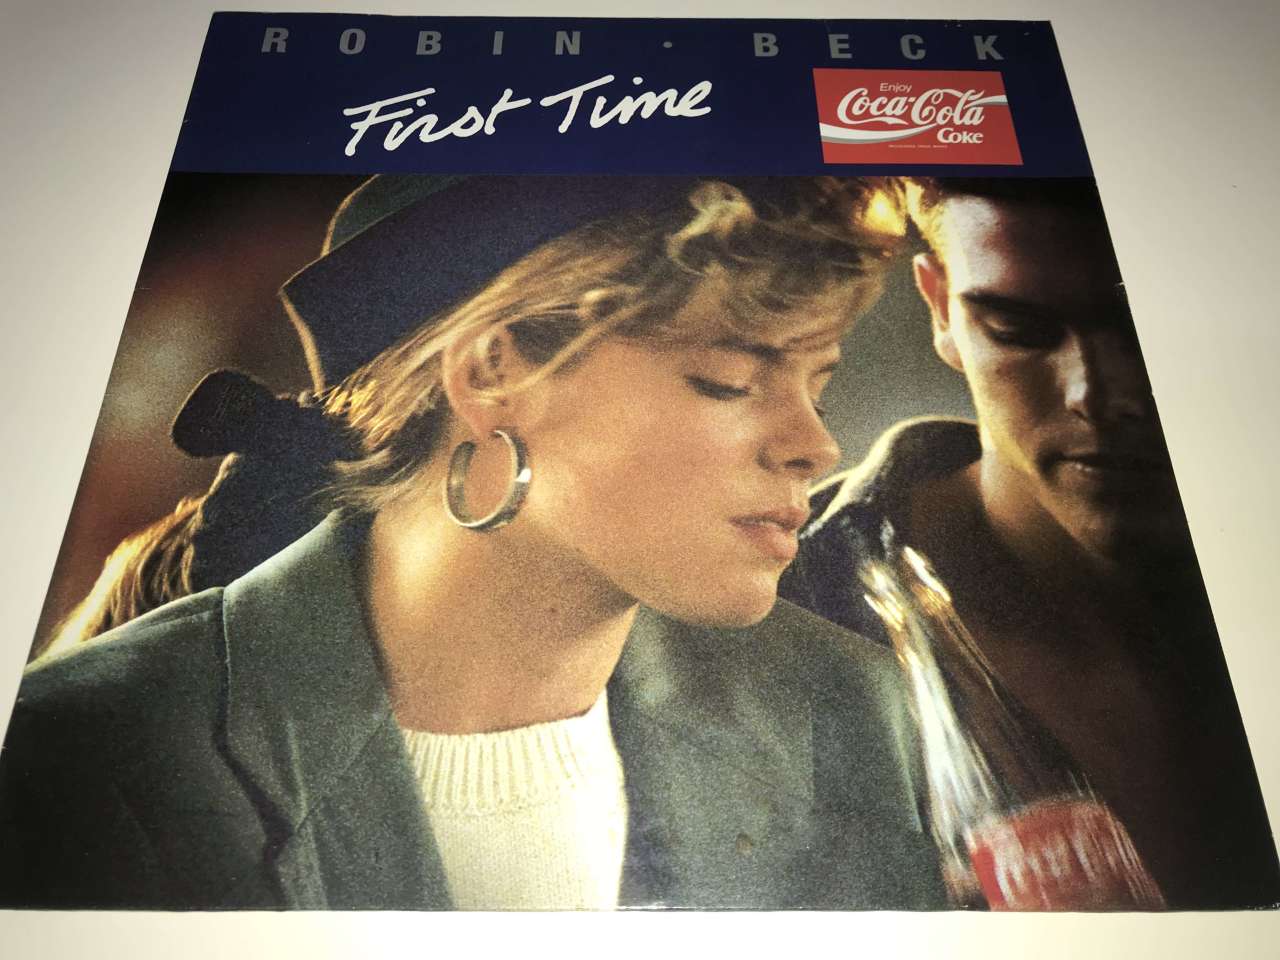 ROBIN · BECK
First Time
Enjoy
Coca-Cola
Coke